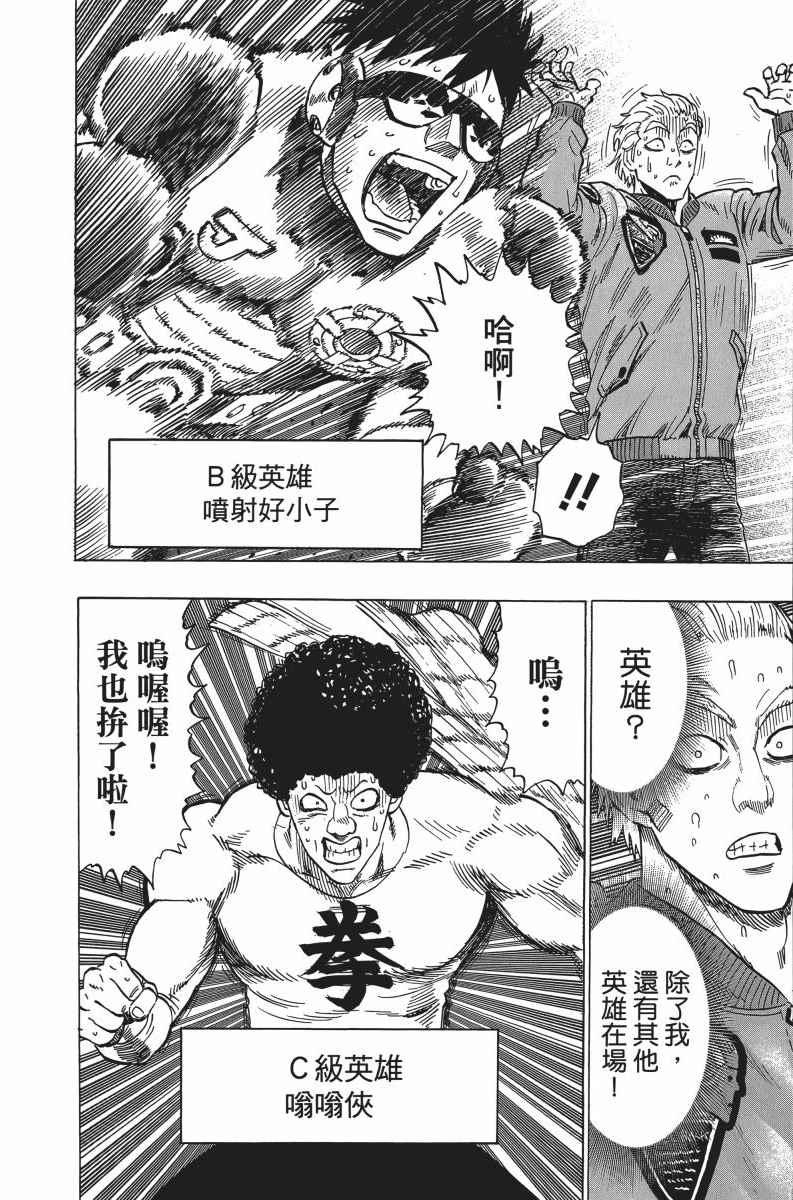 哈啊！
!!
B級英雄
噴射好小子
英雄？
除了我，
還有其他
英雄在場！
嗚…
嗚喔喔！
我也拚了啦！
拳
C級英雄
嗡嗡俠